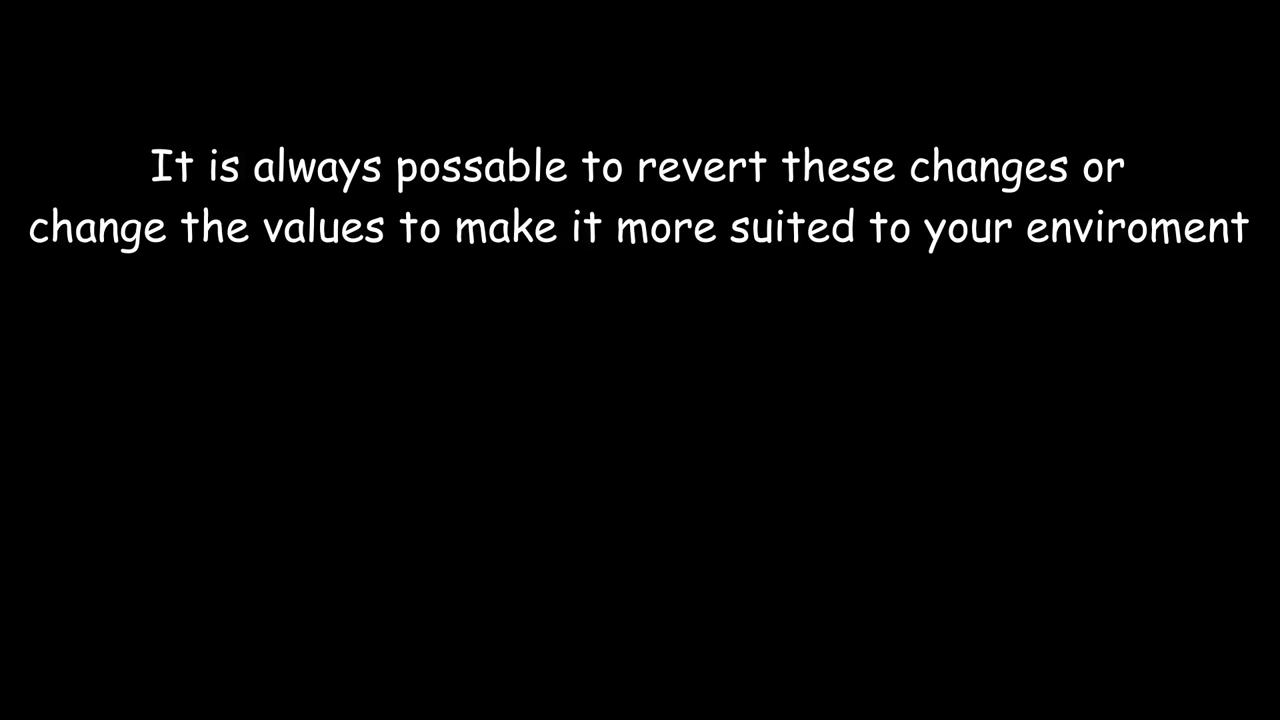 It is always possable to revert these changes or
change the values to make it more suited to your enviroment